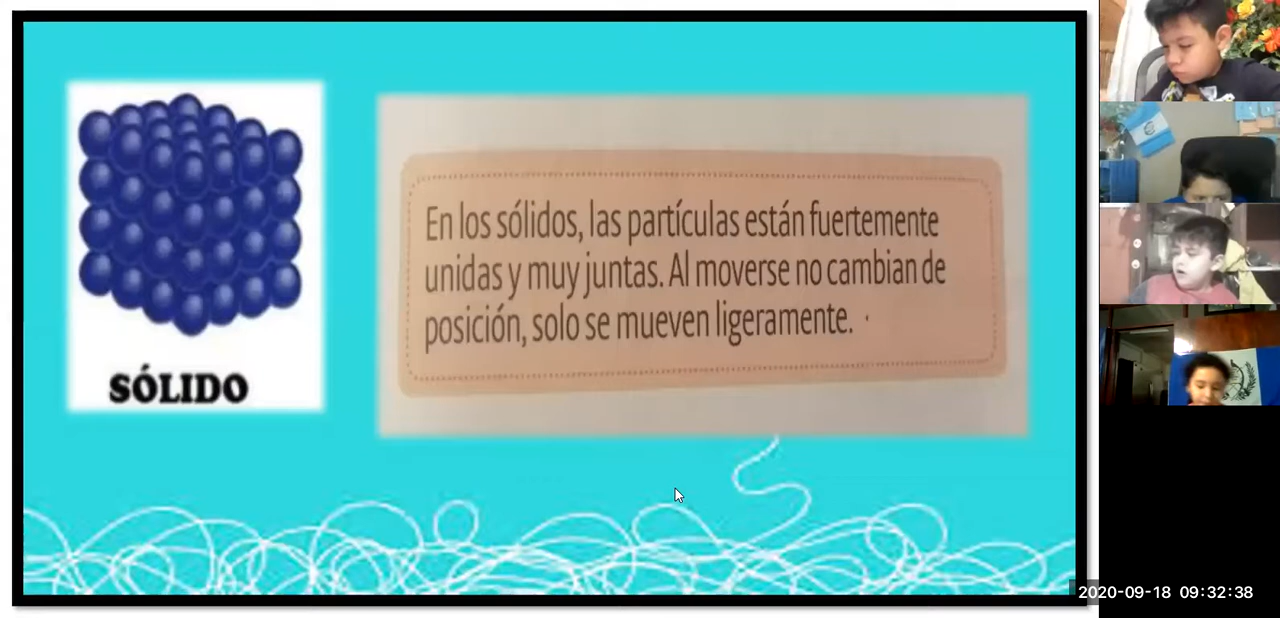 SÓLIDO
En los sólidos, las partículas están fuertemente
unidas y muy juntas. Al moverse no cambian de
posición, solo se mueven ligeramente.
2020-09-18 09:32:38